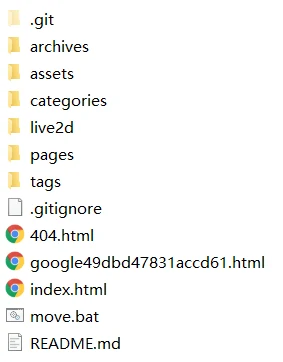 .git
archives
assets
categories
live2d
pages
tags
.gitignore
404.html
google49dbd47831accd61.html
index.html
move.bat
README.md